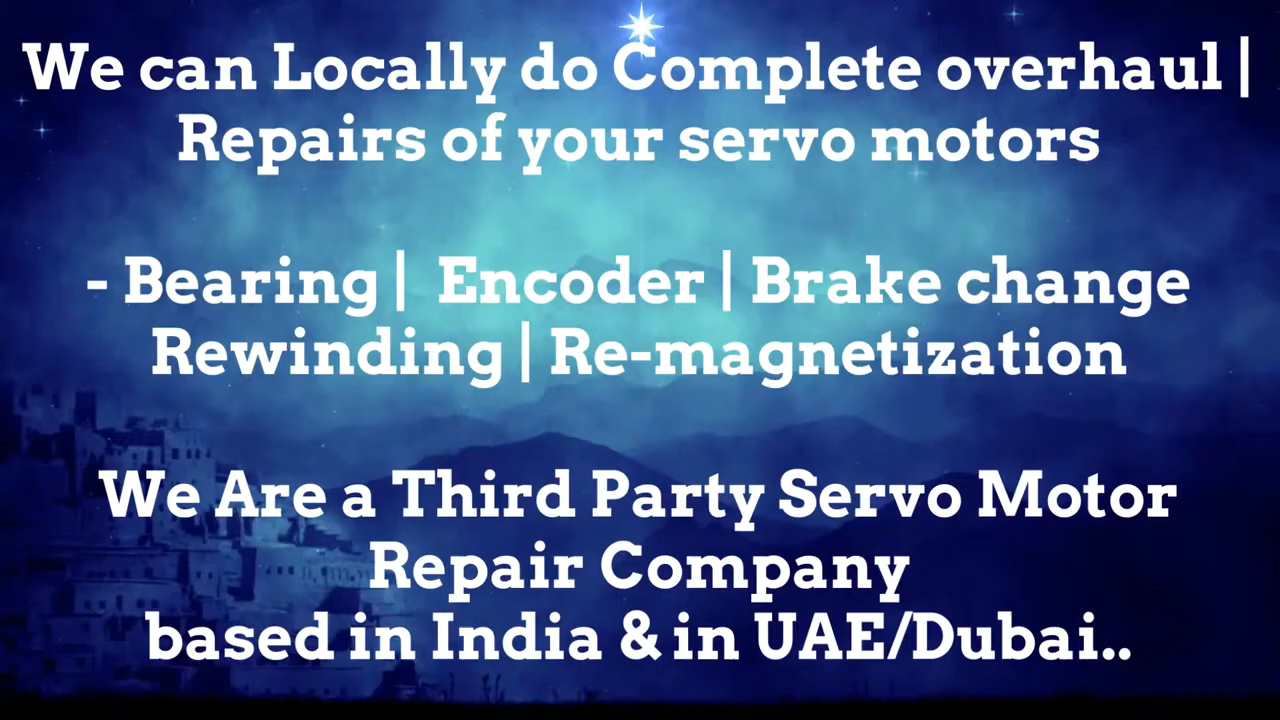 We can Locally do Complete overhaul |
Repairs of your servo motors
- Bearing | Encoder | Brake change
Rewinding | Re-magnetization
We Are a Third Party Servo Motor
Repair Company
based in India & in UAE/Dubai..